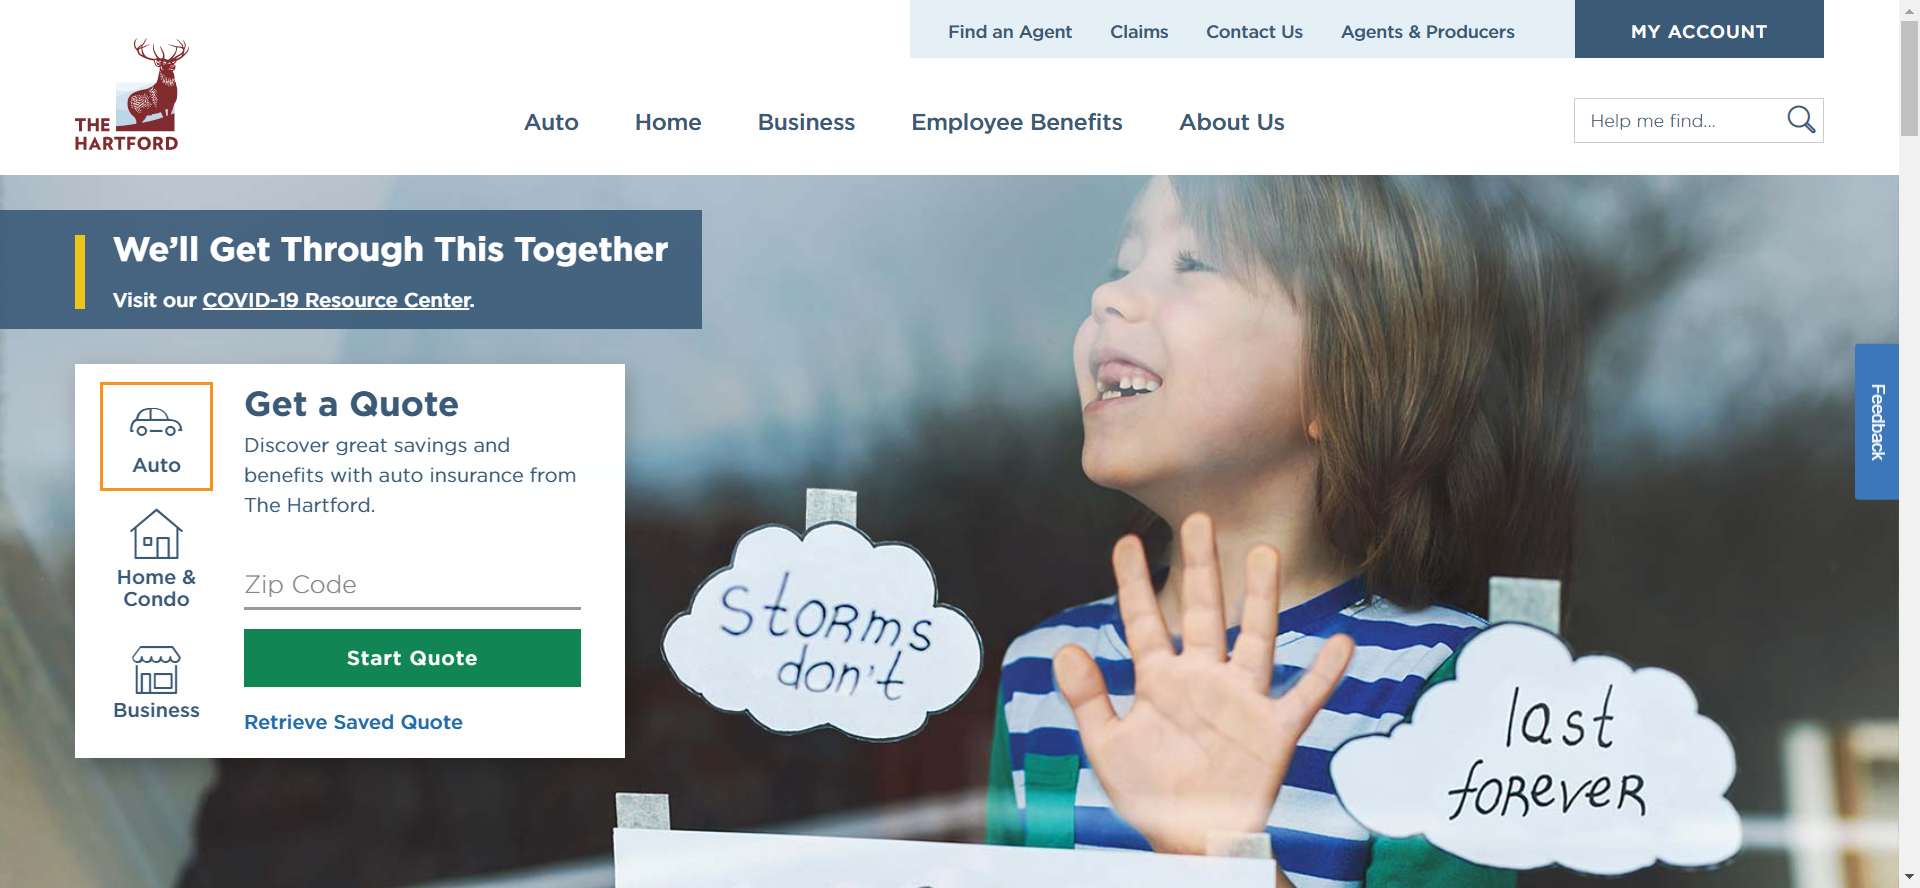 Find an Agent Claims Contact Us Agents & Producers MY ACCOUNT
THE
HARTFORD
Auto Home Business Employee Benefits About Us
Help me find...
We'll Get Through This Together
Visit our COVID-19 Resource Center.
Auto
Home &
Condo
Business
Get a Quote
Discover great savings and
benefits with auto insurance from
The Hartford.
Zip Code
Start Quote
Retrieve Saved Quote
storms
don't
last
forever
Feedback